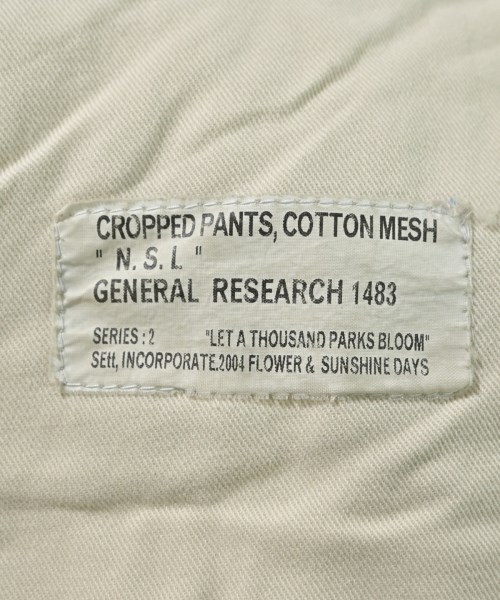 CROPPED PANTS, COTTON MESH
" N. S. L "
GENERAL RESEARCH 1483
SERIES : 2 "LET A THOUSAND PARKS BLOOM"
SEtt, INCORPORATE.2004 FLOWER & SUNSHINE DAYS